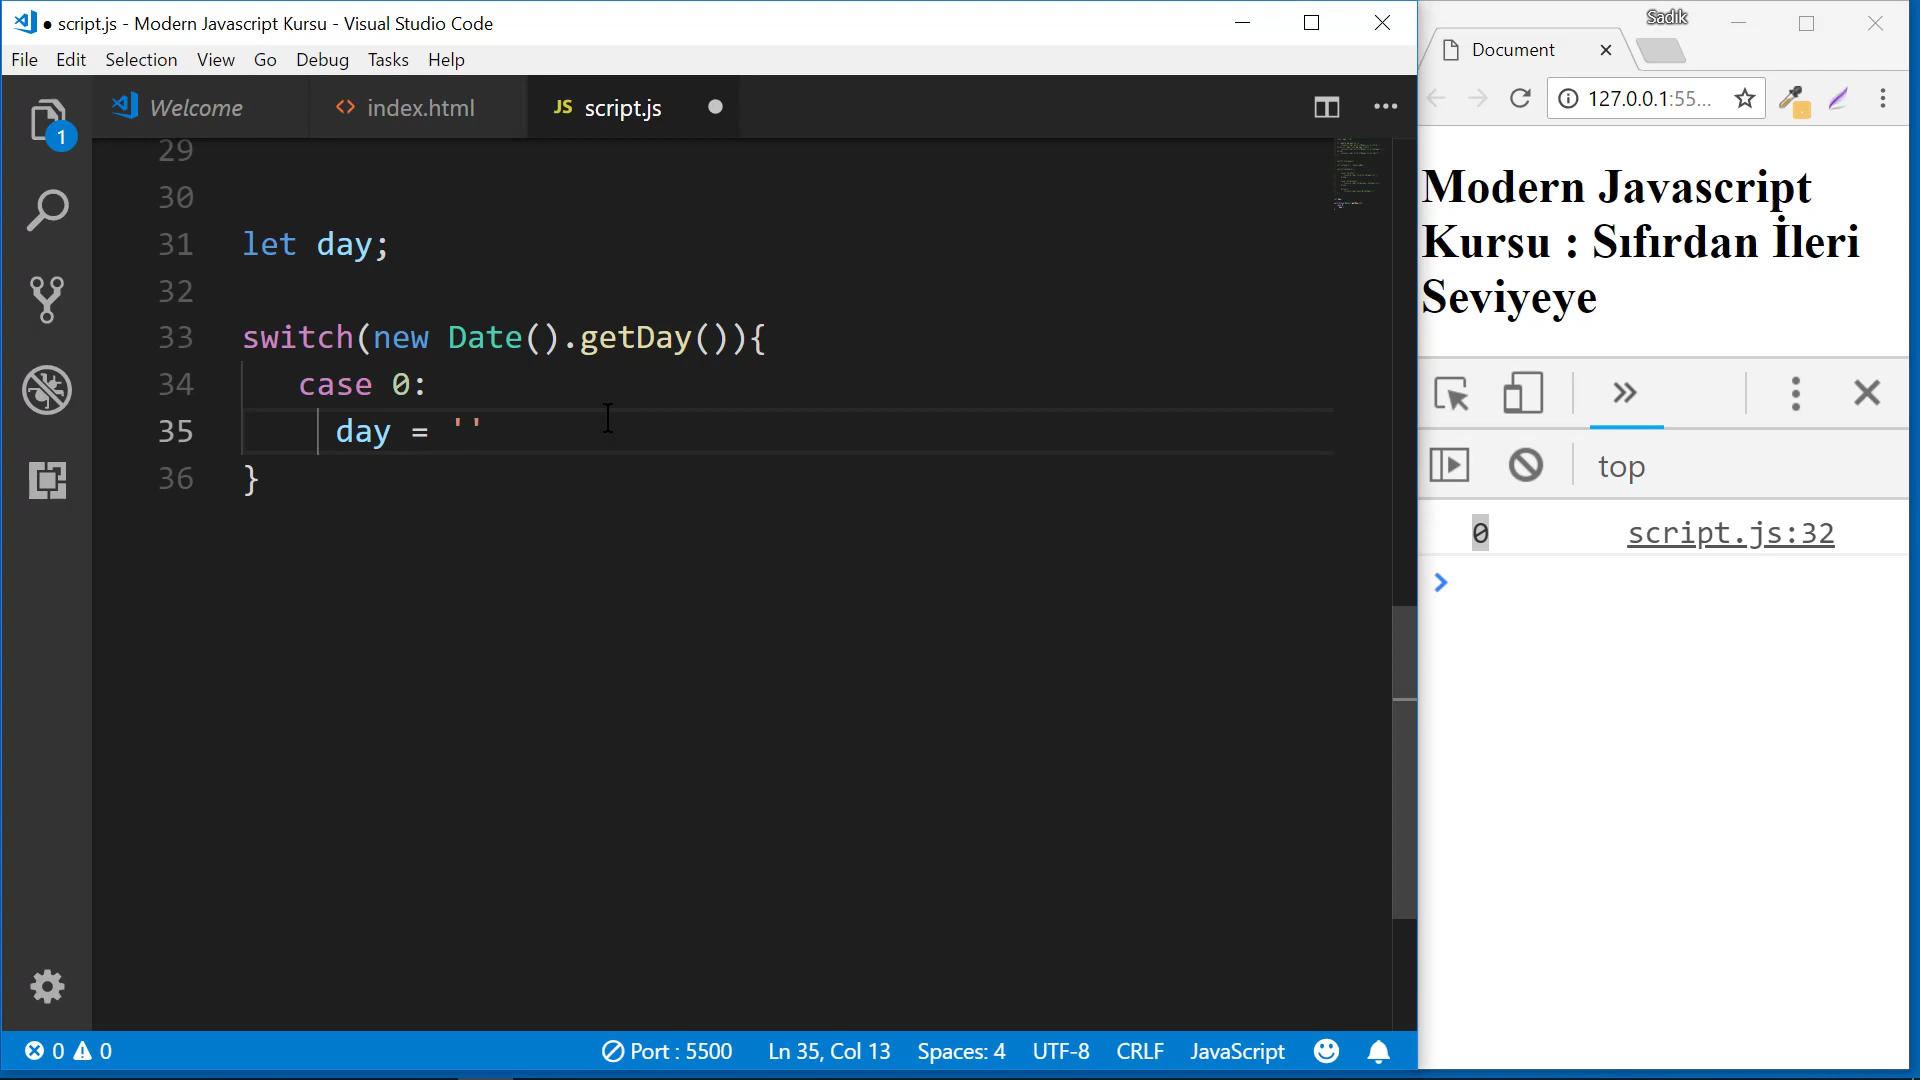 ● script.js - Modern Javascript Kursu - Visual Studio Code
File Edit Selection View Go Debug Tasks Help
Welcome
<> index.html
JS script.js
29
30
31 let day;
32
33 switch(new Date().getDay()){
34 case 0:
35 day = ''
36 }
1
0 0
Port : 5500
Ln 35, Col 13
Spaces: 4
UTF-8
CRLF
JavaScript
Sadik
Document
127.0.0.1:55...
Modern Javascript
Kursu : Sıfırdan İleri
Seviyeye
top
0 script.js:32